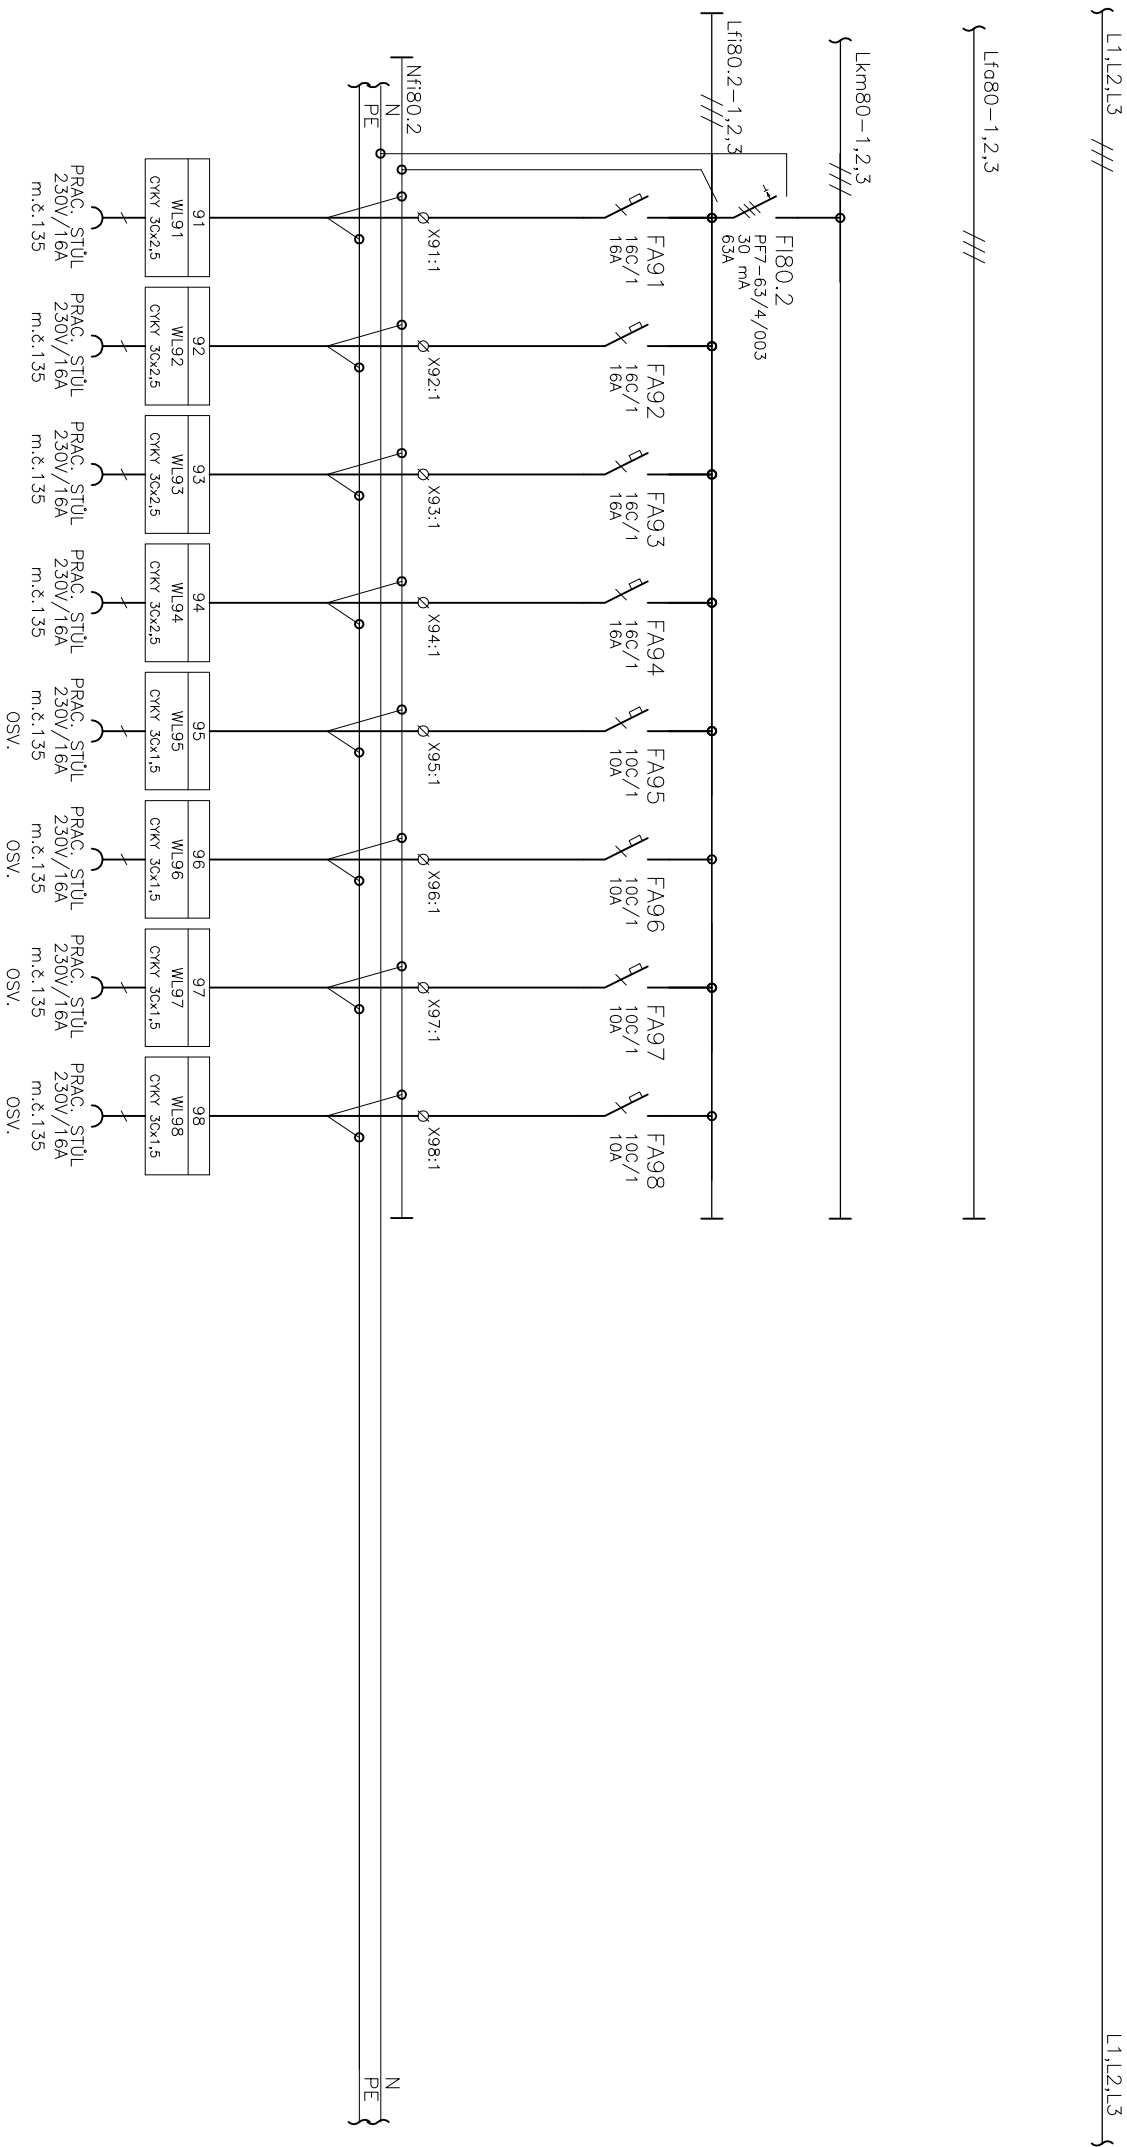 L1,L2,L3
L1,L2,L3
Lfa80-1,2,3
Lkm80-1,2,3
FI80.2
PF7-63/4/003
30 mA
63A
Lfi80.2-1,2,3
FA91
16C/1
16A
FA92
16C/1
16A
FA93
16C/1
16A
FA94
16C/1
16A
FA95
10C/1
10A
FA96
10C/1
10A
FA97
10C/1
10A
FA98
10C/1
10A
X91:1
X92:1
X93:1
X94:1
X95:1
X96:1
X97:1
X98:1
Nfi80.2
N
N
PE
PE
91
WL91
CYKY 3Cx2,5
92
WL92
CYKY 3Cx2,5
93
WL93
CYKY 3Cx2,5
94
WL94
CYKY 3Cx2,5
95
WL95
CYKY 3Cx1,5
96
WL96
CYKY 3Cx1,5
97
WL97
CYKY 3Cx1,5
98
WL98
CYKY 3Cx1,5
PRAC. STŮL
230V/16A
m.č.135
PRAC. STŮL
230V/16A
m.č.135
PRAC. STŮL
230V/16A
m.č.135
PRAC. STŮL
230V/16A
m.č.135
PRAC. STŮL
230V/16A
m.č.135
OSV.
PRAC. STŮL
230V/16A
m.č.135
OSV.
PRAC. STŮL
230V/16A
m.č.135
OSV.
PRAC. STŮL
230V/16A
m.č.135
OSV.